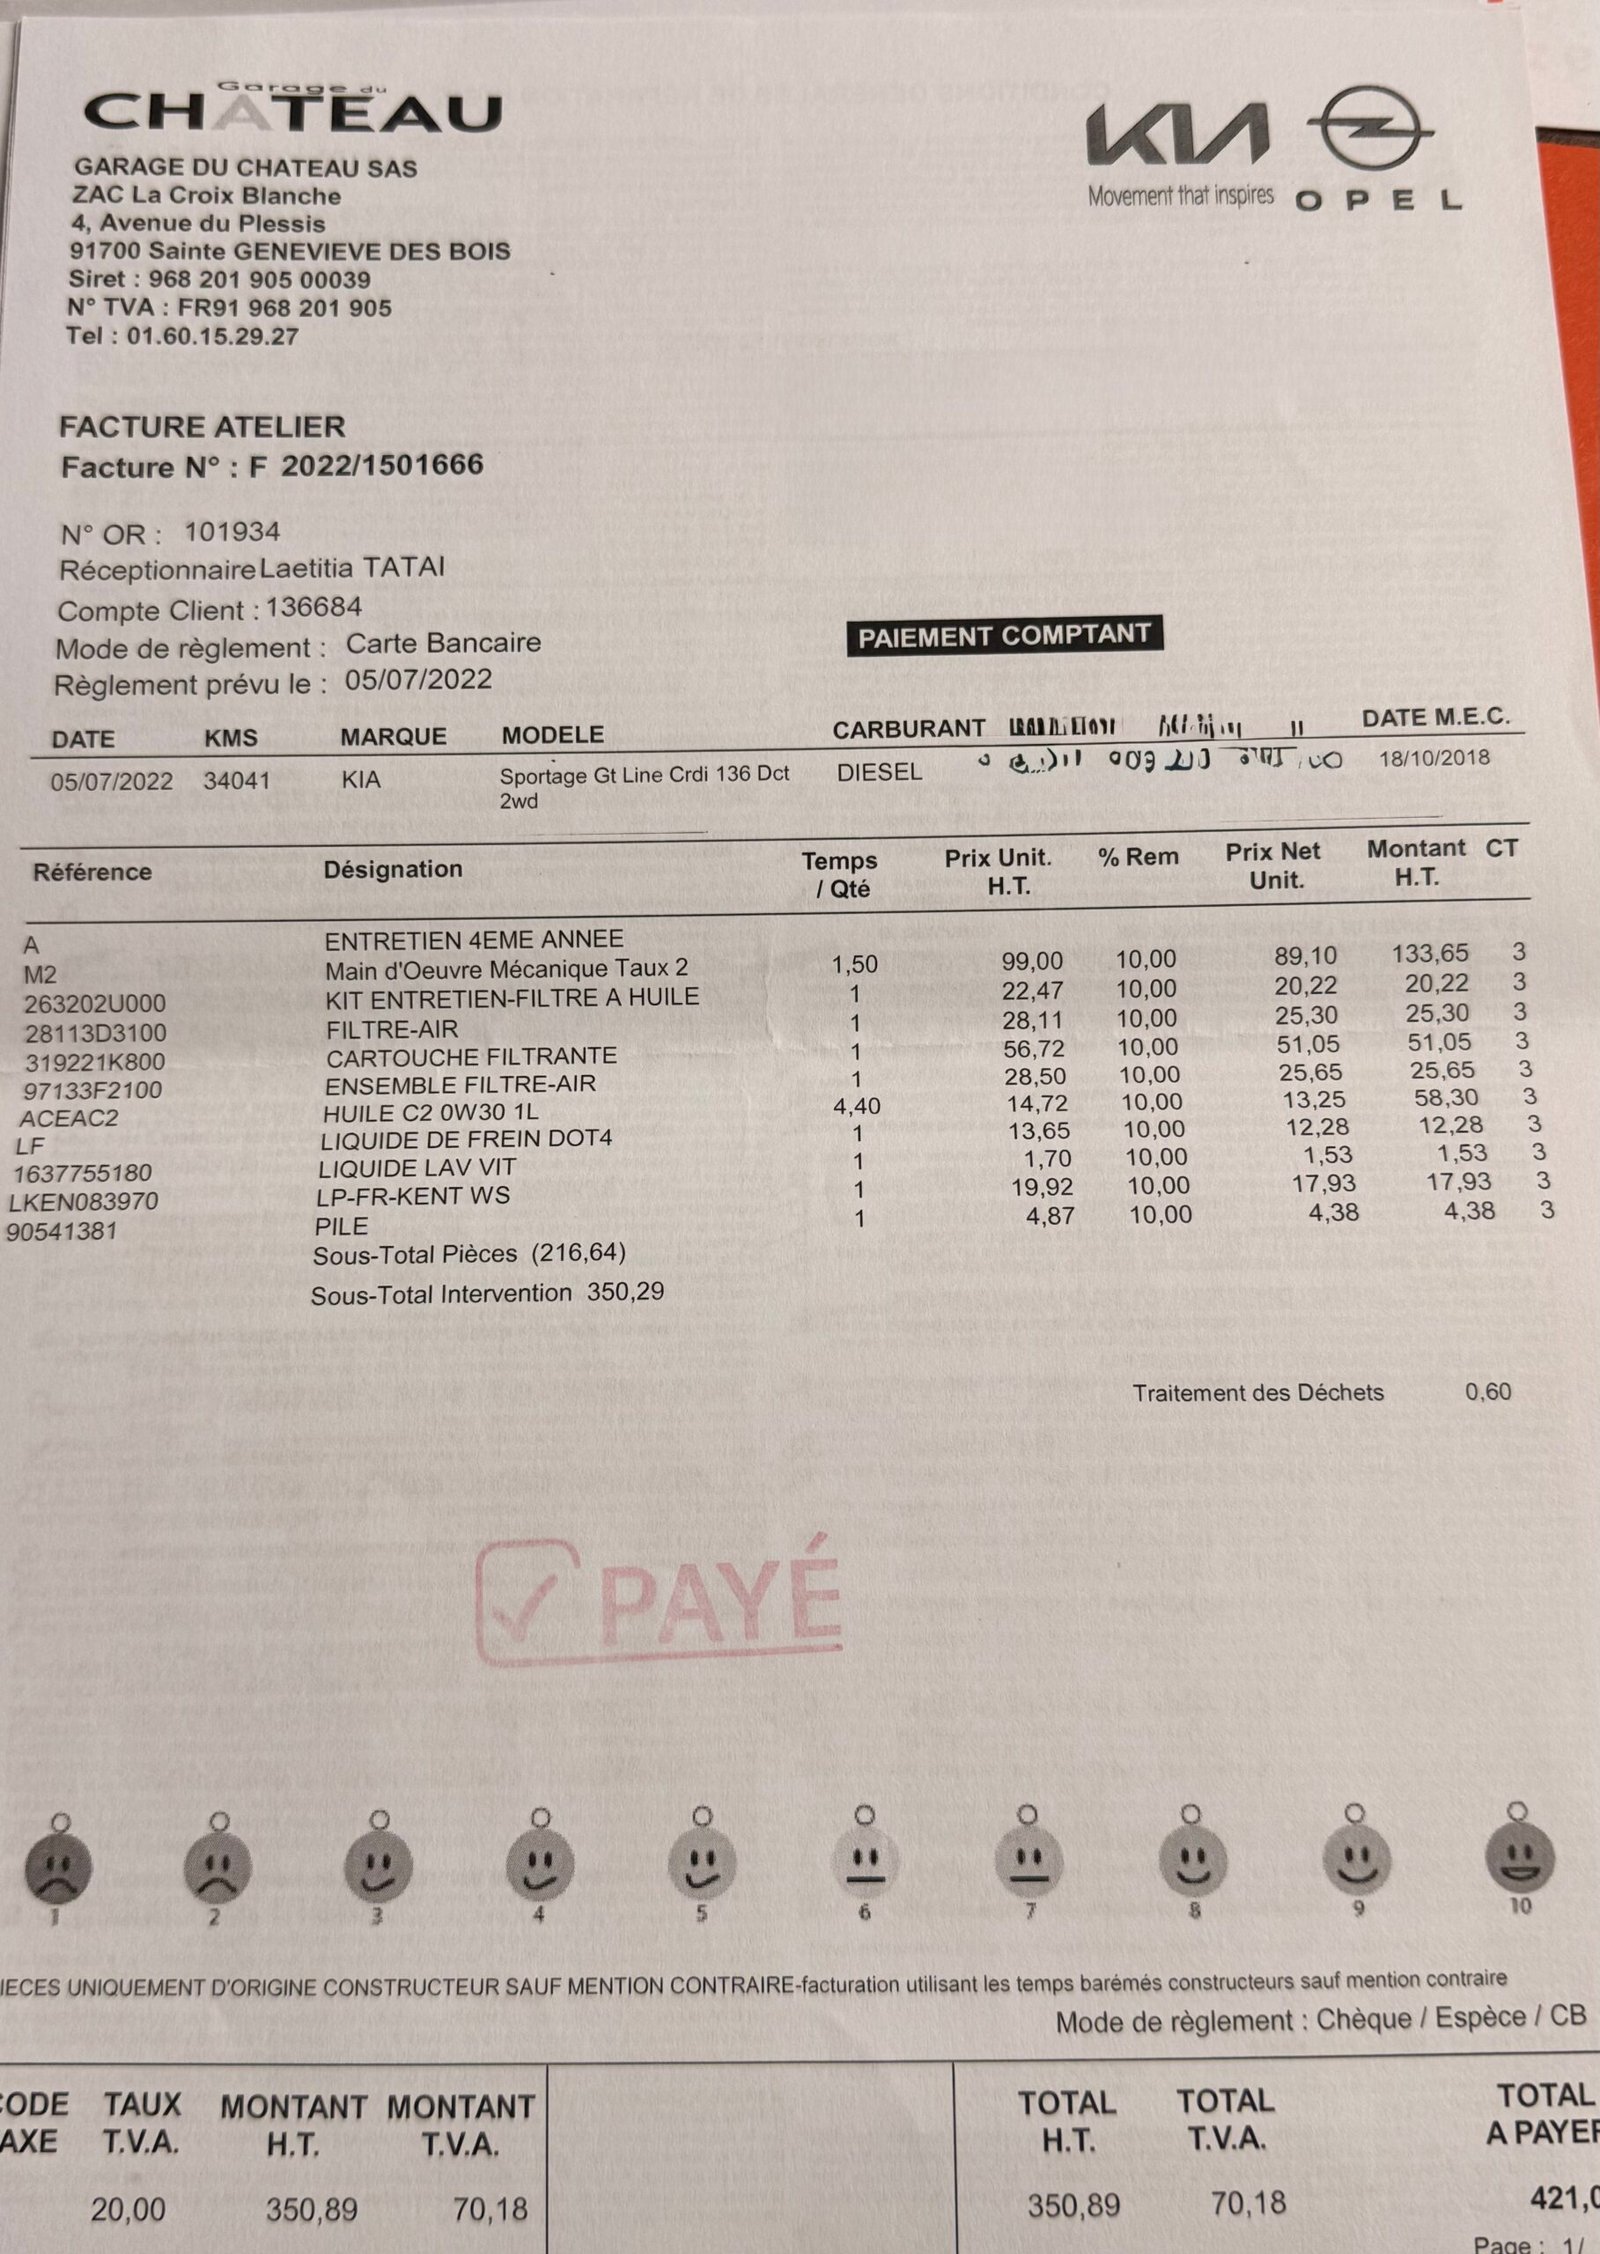 Garage du
CHATEAU
KIA
Movement that inspires
OPEL
GARAGE DU CHATEAU SAS
ZAC La Croix Blanche
4, Avenue du Plessis
91700 Sainte GENEVIEVE DES BOIS
Siret : 968 201 905 00039
N° TVA : FR91 968 201 905
Tel : 01.60.15.29.27
FACTURE ATELIER
Facture N° : F 2022/1501666
N° OR : 101934
Réceptionnaire Laetitia TATAI
Compte Client : 136684
Mode de règlement : Carte Bancaire
Règlement prévu le : 05/07/2022
PAIEMENT COMPTANT
DATE KMS MARQUE MODELE CARBURANT DATE M.E.C.
05/07/2022 34041 KIA Sportage Gt Line Crdi 136 Dct DIESEL 18/10/2018
2wd
Référence Désignation Temps Prix Unit. % Rem Prix Net Montant CT
/ Qté H.T. Unit. H.T.
A ENTRETIEN 4EME ANNEE
M2 Main d'Oeuvre Mécanique Taux 2 1,50 99,00 10,00 89,10 133,65 3
263202U000 KIT ENTRETIEN-FILTRE A HUILE 1 22,47 10,00 20,22 20,22 3
28113D3100 FILTRE-AIR 1 28,11 10,00 25,30 25,30 3
319221K800 CARTOUCHE FILTRANTE 1 56,72 10,00 51,05 51,05 3
97133F2100 ENSEMBLE FILTRE-AIR 1 28,50 10,00 25,65 25,65 3
ACEAC2 HUILE C2 0W30 1L 4,40 14,72 10,00 13,25 58,30 3
LF LIQUIDE DE FREIN DOT4 1 13,65 10,00 12,28 12,28 3
1637755180 LIQUIDE LAV VIT 1 1,70 10,00 1,53 1,53 3
LKEN083970 LP-FR-KENT WS 1 19,92 10,00 17,93 17,93 3
90541381 PILE 1 4,87 10,00 4,38 4,38 3
Sous-Total Pièces (216,64)
Sous-Total Intervention 350,29
Traitement des Déchets 0,60
PAYÉ
1 2 3 4 5 6 7 8 9 10
IECES UNIQUEMENT D'ORIGINE CONSTRUCTEUR SAUF MENTION CONTRAIRE-facturation utilisant les temps barémés constructeurs sauf mention contraire
Mode de règlement : Chèque / Espèce / CB
CODE TAUX MONTANT MONTANT TOTAL TOTAL TOTAL
AXE T.V.A. H.T. T.V.A. H.T. T.V.A. A PAYER
20,00 350,89 70,18 350,89 70,18 421,0
Page : 1/